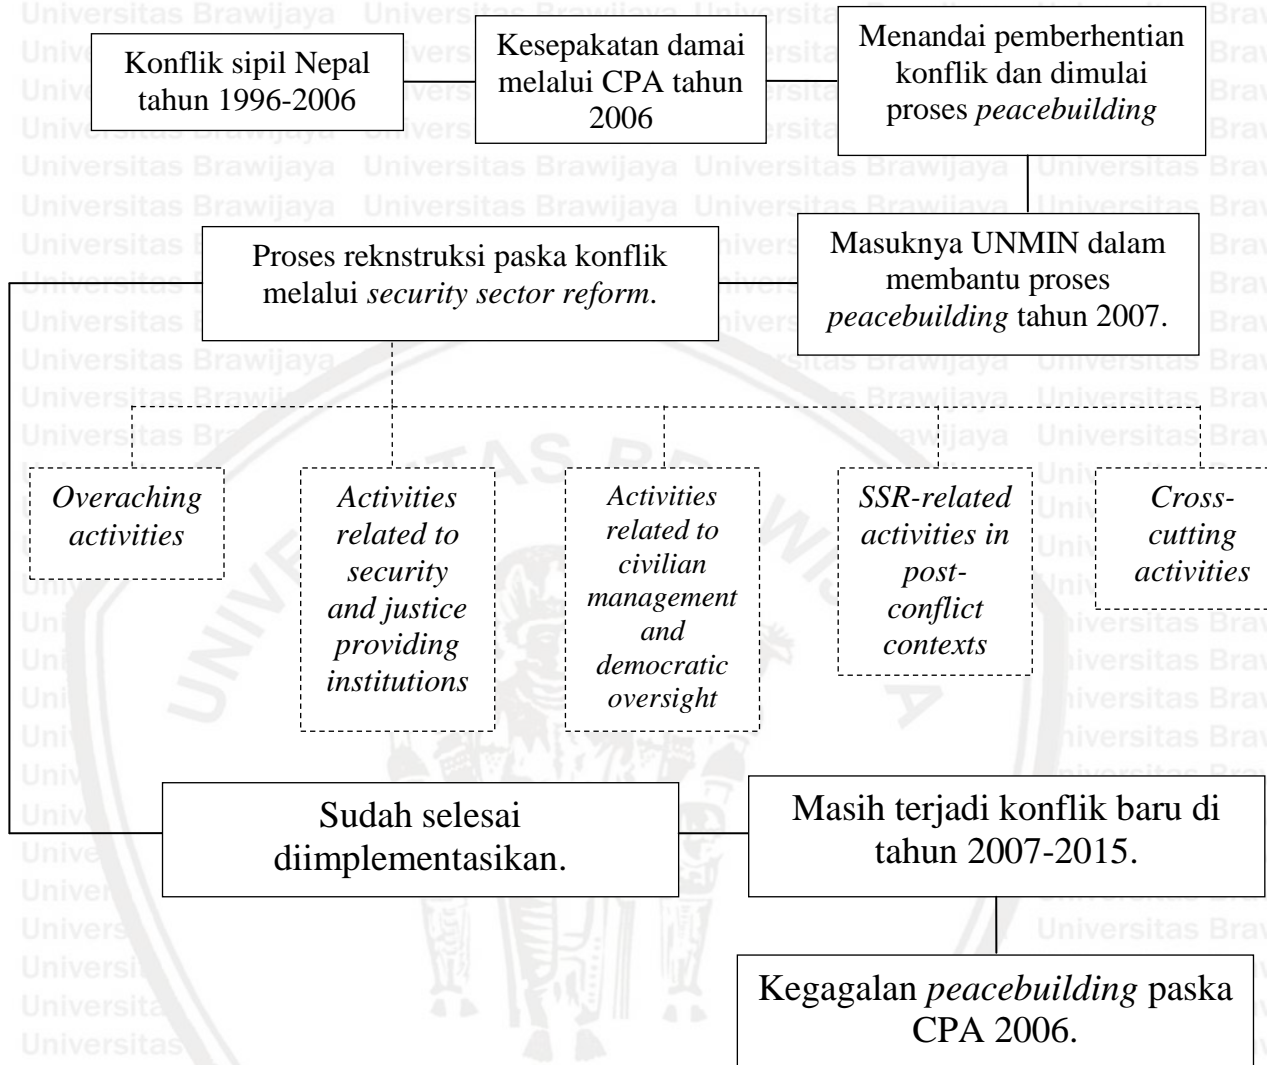 Konflik sipil Nepal
tahun 1996-2006
Kesepakatan damai
melalui CPA tahun
2006
Menandai pemberhentian
konflik dan dimulai
proses peacebuilding
Masuknya UNMIN dalam
membantu proses
peacebuilding tahun 2007.
Proses reknstruksi paska konflik
melalui security sector reform.
Overaching
activities
Activities
related to
security
and justice
providing
institutions
Activities
related to
civilian
management
and
democratic
oversight
SSR-related
activities in
post-
conflict
contexts
Cross-
cutting
activities
Sudah selesai
diimplementasikan.
Masih terjadi konflik baru di
tahun 2007-2015.
Kegagalan peacebuilding paska
CPA 2006.